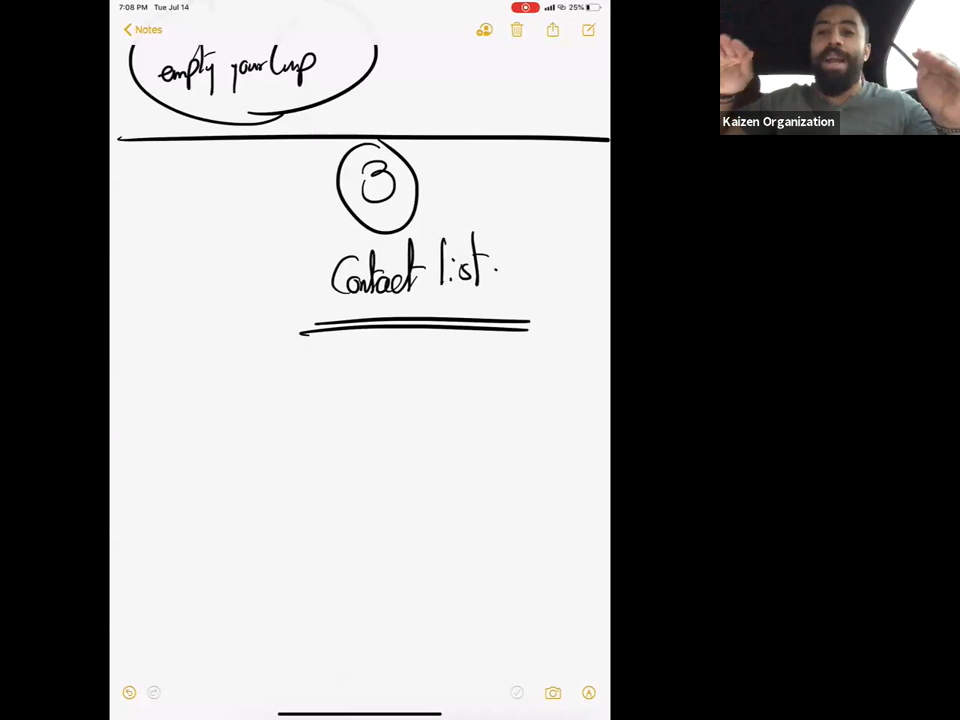 7:08 PM Tue Jul 14
25%
Notes
empty your cup
3
Contact list.
Kaizen Organization